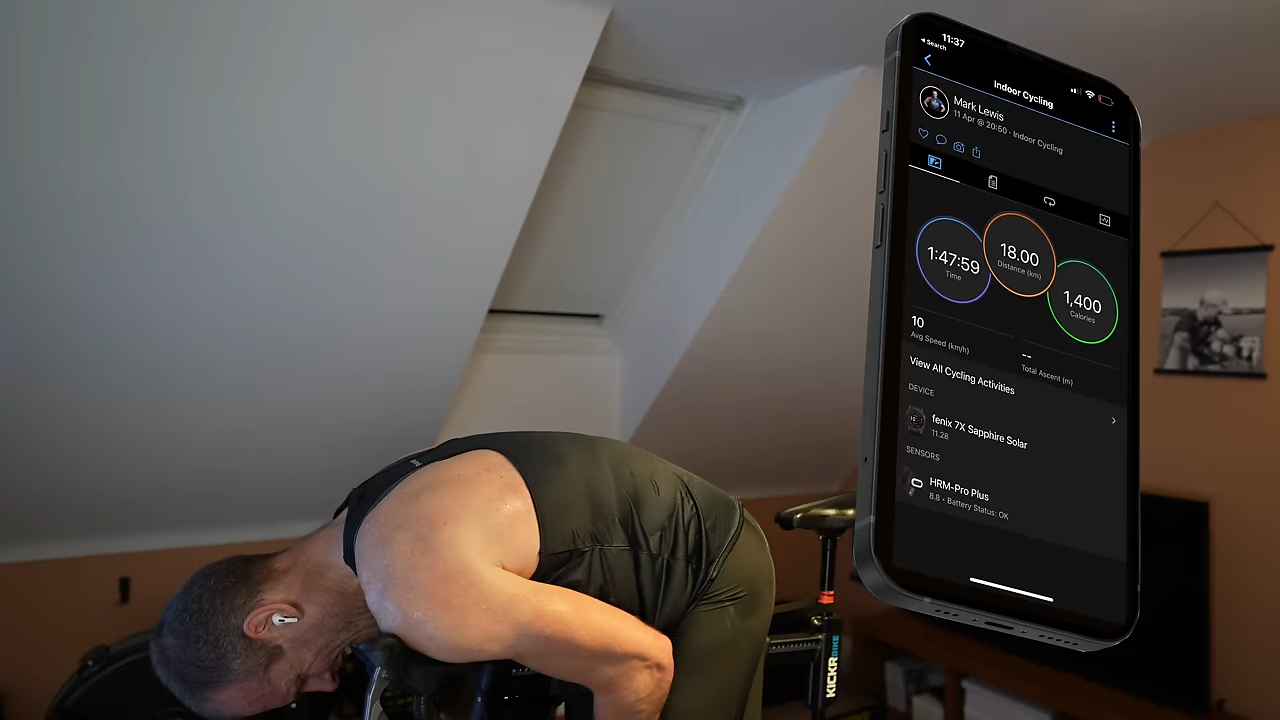 11:37
◂ Search
Indoor Cycling
Mark Lewis
11 Apr @ 20:50 · Indoor Cycling
1:47:59
Time
18.00
Distance (km)
1,400
Calories
10
Avg Speed (km/h)
--
Total Ascent (m)
View All Cycling Activities
DEVICE
fenix 7X Sapphire Solar
11.28
SENSORS
HRM-Pro Plus
8.8 • Battery Status: OK
KICKRBIKE